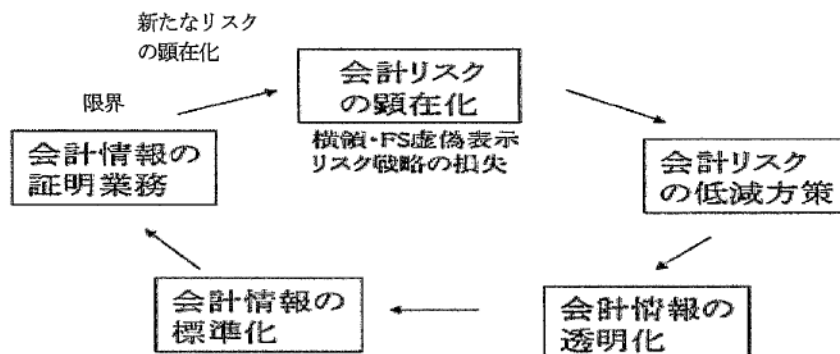 新たなリスク
の顕在化
会計リスク
の顕在化
横領・FS虚偽表示
リスク戦略の損失
会計リスク
の低減方策
会計情報の
透明化
会計情報の
標準化
限界
会計情報の
証明業務